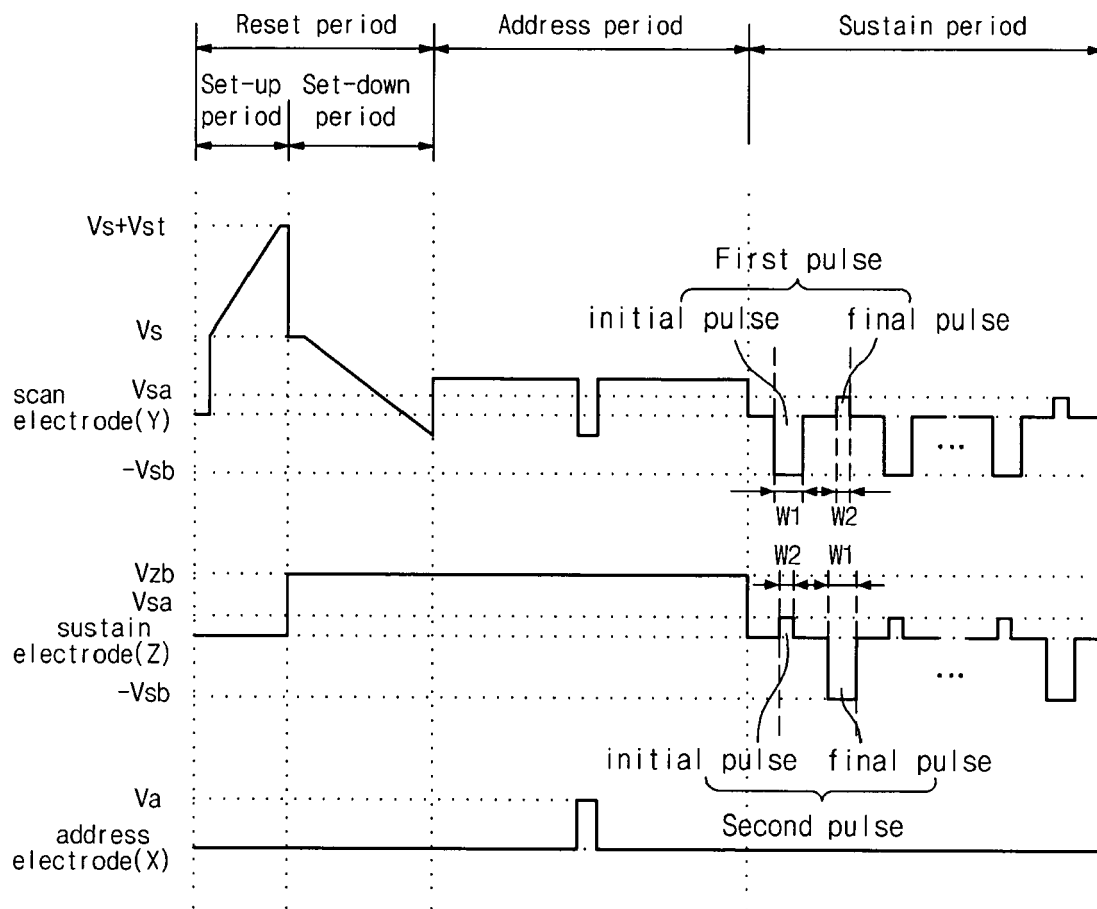 Reset period
Address period
Sustain period
Set-up
period
Set-down
period
Vs+Vst
First pulse
initial pulse
final pulse
Vs
Vsa
scan
electrode(Y)
-Vsb
...
W1
W2
W2
W1
Vzb
Vsa
sustain
electrode(Z)
-Vsb
...
initial pulse
final pulse
Va
Second pulse
address
electrode(X)